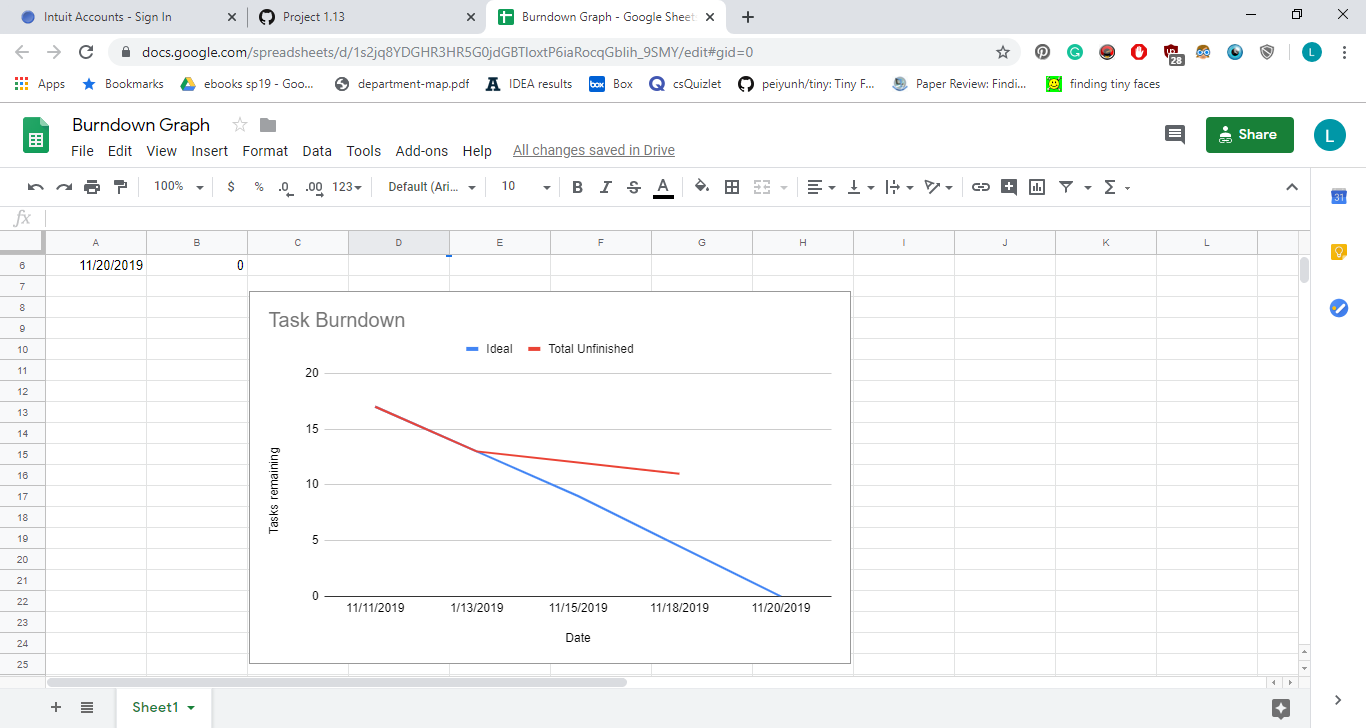 Intuit Accounts - Sign In
Project 1.13
Burndown Graph - Google Sheet
docs.google.com/spreadsheets/d/1s2jq8YDGHR3HR5G0jdGBTloxtP6iaRocqGblih_9SMY/edit#gid=0
28
L
Apps Bookmarks ebooks sp19 - Goo... department-map.pdf IDEA results Box csQuizlet peiyunh/tiny: Tiny F... Paper Review: Findi... finding tiny faces
Burndown Graph
Share
L
File Edit View Insert Format Data Tools Add-ons Help All changes saved in Drive
100% $ % .0 .00 123 Default (Ari... 10 B I S A Σ
31
fx
A B C D E F G H I J K L
6 11/20/2019 0
7
8
9
10
11
12
13
14
15
16
17
18
19
20
21
22
23
24
25
Task Burndown
Ideal Total Unfinished
Tasks remaining
20
15
10
5
0
11/11/2019 1/13/2019 11/15/2019 11/18/2019 11/20/2019
Date
Sheet1